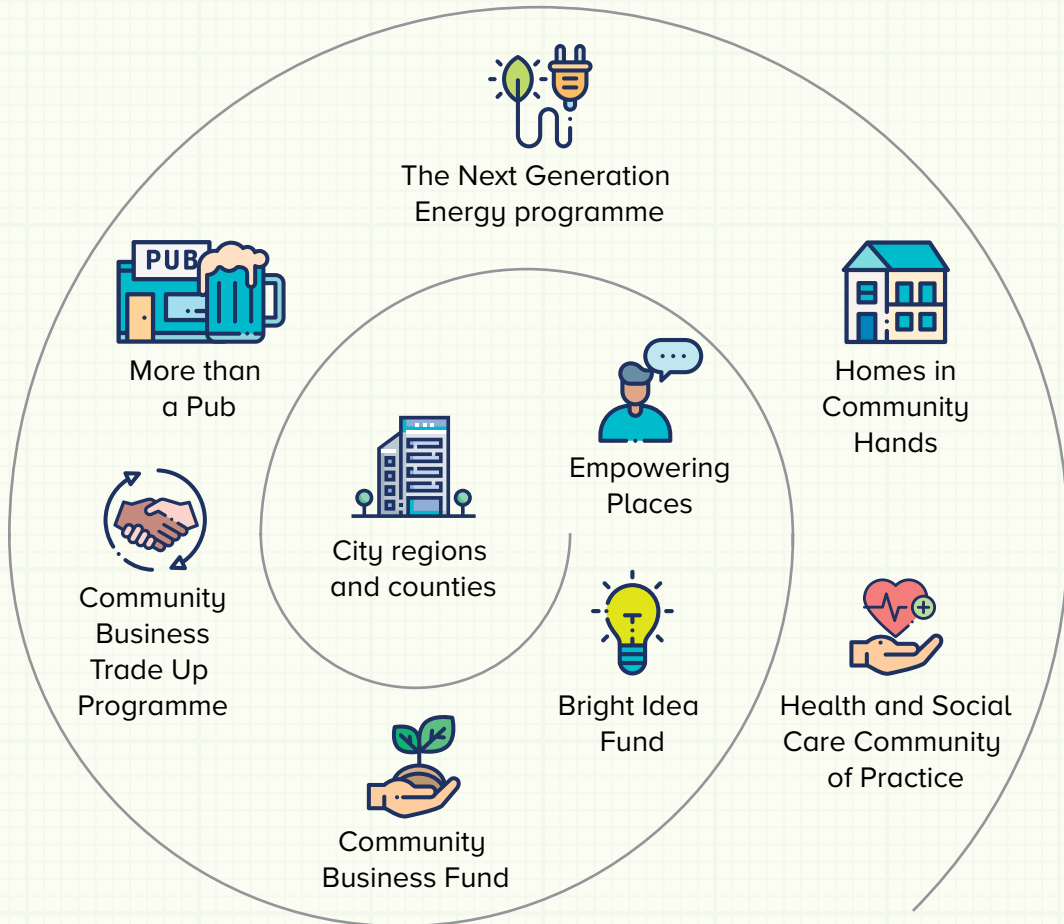 The Next Generation
Energy programme
PUB
More than
a Pub
Homes in
Community
Hands
Empowering
Places
City regions
and counties
Community
Business
Trade Up
Programme
Bright Idea
Fund
Health and Social
Care Community
of Practice
Community
Business Fund